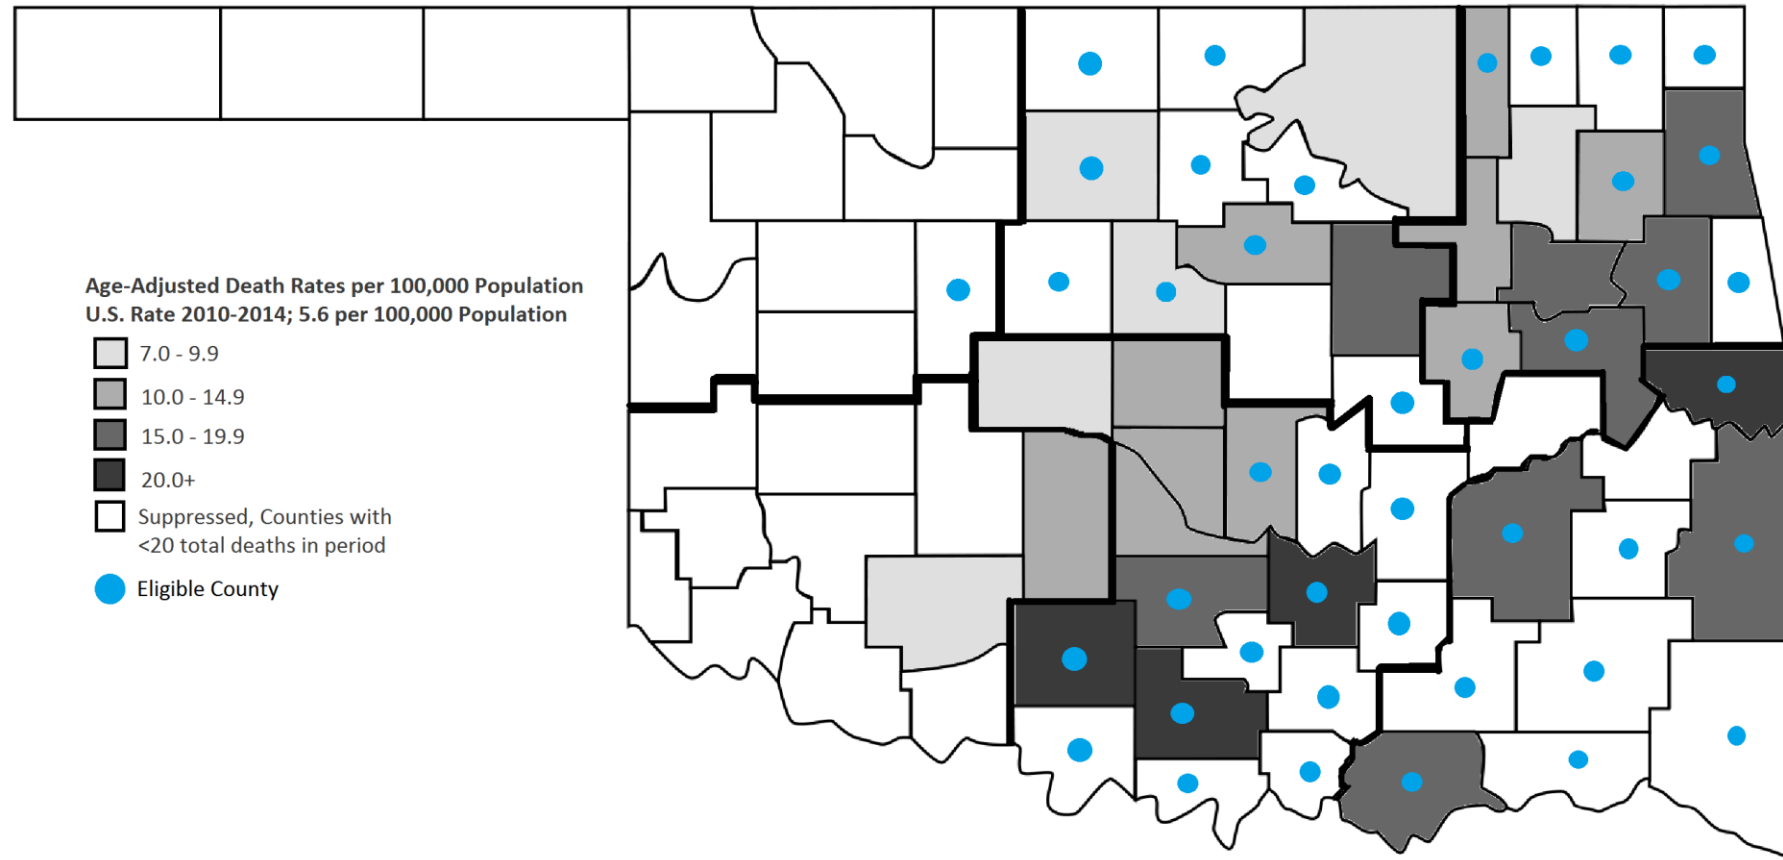 Age-Adjusted Death Rates per 100,000 Population
U.S. Rate 2010-2014; 5.6 per 100,000 Population
7.0 - 9.9
10.0 - 14.9
15.0 - 19.9
20.0+
Suppressed, Counties with
<20 total deaths in period
Eligible County